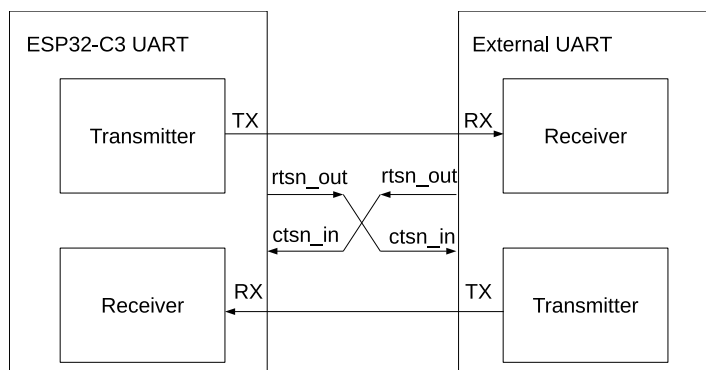 ESP32-C3 UART
External UART
Transmitter
TX
RX
Receiver
rtsn_out
rtsn_out
ctsn_in
ctsn_in
Receiver
RX
TX
Transmitter